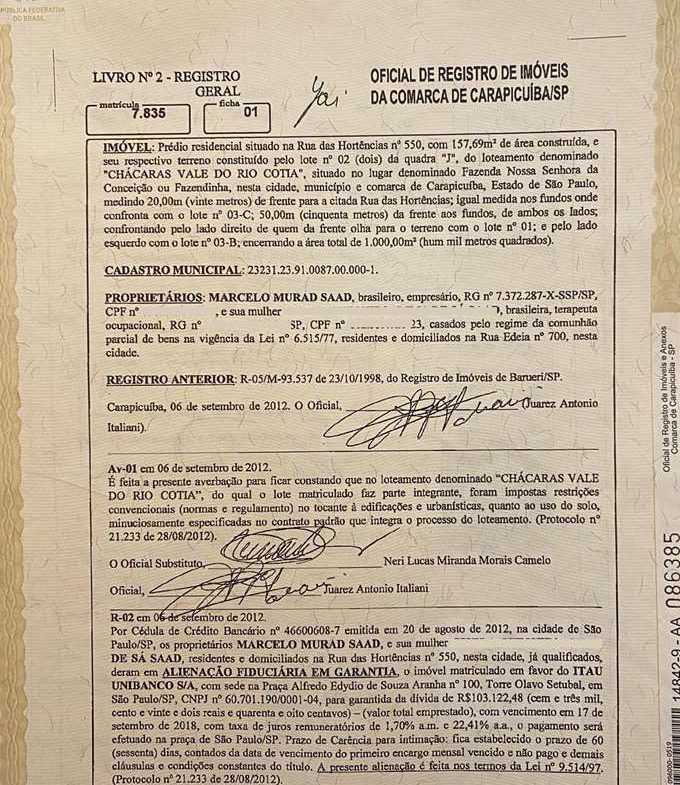 PÚBLICA FEDERATIVA
DO BRASIL
LIVRO Nº 2 - REGISTRO
GERAL
OFICIAL DE REGISTRO DE IMÓVEIS
DA COMARCA DE CARAPICUÍBA/SP
matrícula
7.835
ficha
01
IMÓVEL: Prédio residencial situado na Rua das Hortências nº 550, com 157,69m² de área construída, e
seu respectivo terreno constituído pelo lote nº 02 (dois) da quadra "J", do loteamento denominado
"CHÁCARAS VALE DO RIO COTIA", situado no lugar denominado Fazenda Nossa Senhora da
Conceição ou Fazendinha, nesta cidade, município e comarca de Carapicuíba, Estado de São Paulo,
medindo 20,00m (vinte metros) de frente para a citada Rua das Hortências; igual medida nos fundos onde
confronta com o lote nº 03-C; 50,00m (cinquenta metros) da frente aos fundos, de ambos os lados;
confrontando pelo lado direito de quem da frente olha para o terreno com o lote nº 01; e pelo lado
esquerdo com o lote nº 03-B; encerrando a área total de 1.000,00m² (hum mil metros quadrados).
CADASTRO MUNICIPAL: 23231.23.91.0087.00.000-1.
PROPRIETÁRIOS: MARCELO MURAD SAAD, brasileiro, empresário, RG nº 7.372.287-X-SSP/SP,
CPF nº , e sua mulher , brasileira, terapeuta
ocupacional, RG nº SP, CPF nº 23, casados pelo regime da comunhão
parcial de bens na vigência da Lei nº 6.515/77, residentes e domiciliados na Rua Edeia nº 700, nesta
cidade.
REGISTRO ANTERIOR: R-05/M-93.537 de 23/10/1998, do Registro de Imóveis de Barueri/SP.
Carapicuíba, 06 de setembro de 2012. O Oficial, (Juarez Antonio
Italiani).
Av-01 em 06 de setembro de 2012.
É feita a presente averbação para ficar constando que no loteamento denominado "CHÁCARAS VALE
DO RIO COTIA", do qual o lote matriculado faz parte integrante, foram impostas restrições
convencionais (normas e regulamento) no tocante à edificações e urbanísticas, quanto ao uso do solo,
minuciosamente especificadas no contrato padrão que integra o processo do loteamento. (Protocolo nº
21.233 de 28/08/2012).
O Oficial Substituto, Neri Lucas Miranda Morais Camelo
Oficial, Juarez Antonio Italiani
R-02 em 06 de setembro de 2012.
Por Cédula de Crédito Bancário nº 46600608-7 emitida em 20 de agosto de 2012, na cidade de São
Paulo/SP, os proprietários MARCELO MURAD SAAD, e sua mulher
DE SÁ SAAD, residentes e domiciliados na Rua das Hortências nº 550, nesta cidade, já qualificados,
deram em ALIENAÇÃO FIDUCIÁRIA EM GARANTIA, o imóvel matriculado em favor do ITAU
UNIBANCO S/A, com sede na Praça Alfredo Edydio de Souza Aranha nº 100, Torre Olavo Setubal, em
São Paulo/SP, CNPJ nº 60.701.190/0001-04, para garantida da dívida de R$103.122,48 (cem e três mil,
cento e vinte e dois reais e quarenta e oito centavos) – (valor total emprestado), com vencimento em 17 de
setembro de 2018, com taxa de juros remuneratórios de 1,70% a.m. e 22,41% a.a., o pagamento será
efetuado na praça de São Paulo/SP. Prazo de Carência para intimação: fica estabelecido o prazo de 60
(sessenta) dias, contados da data de vencimento do primeiro encargo mensal vencido e não pago e demais
cláusulas e condições constantes do título. A presente alienação é feita nos termos da Lei nº 9.514/97.
(Protocolo nº 21.233 de 28/08/2012).
Oficial de Registro de Imóveis e Anexos
Comarca de Carapicuíba - SP
14842-9-AA 086385
096000-0519